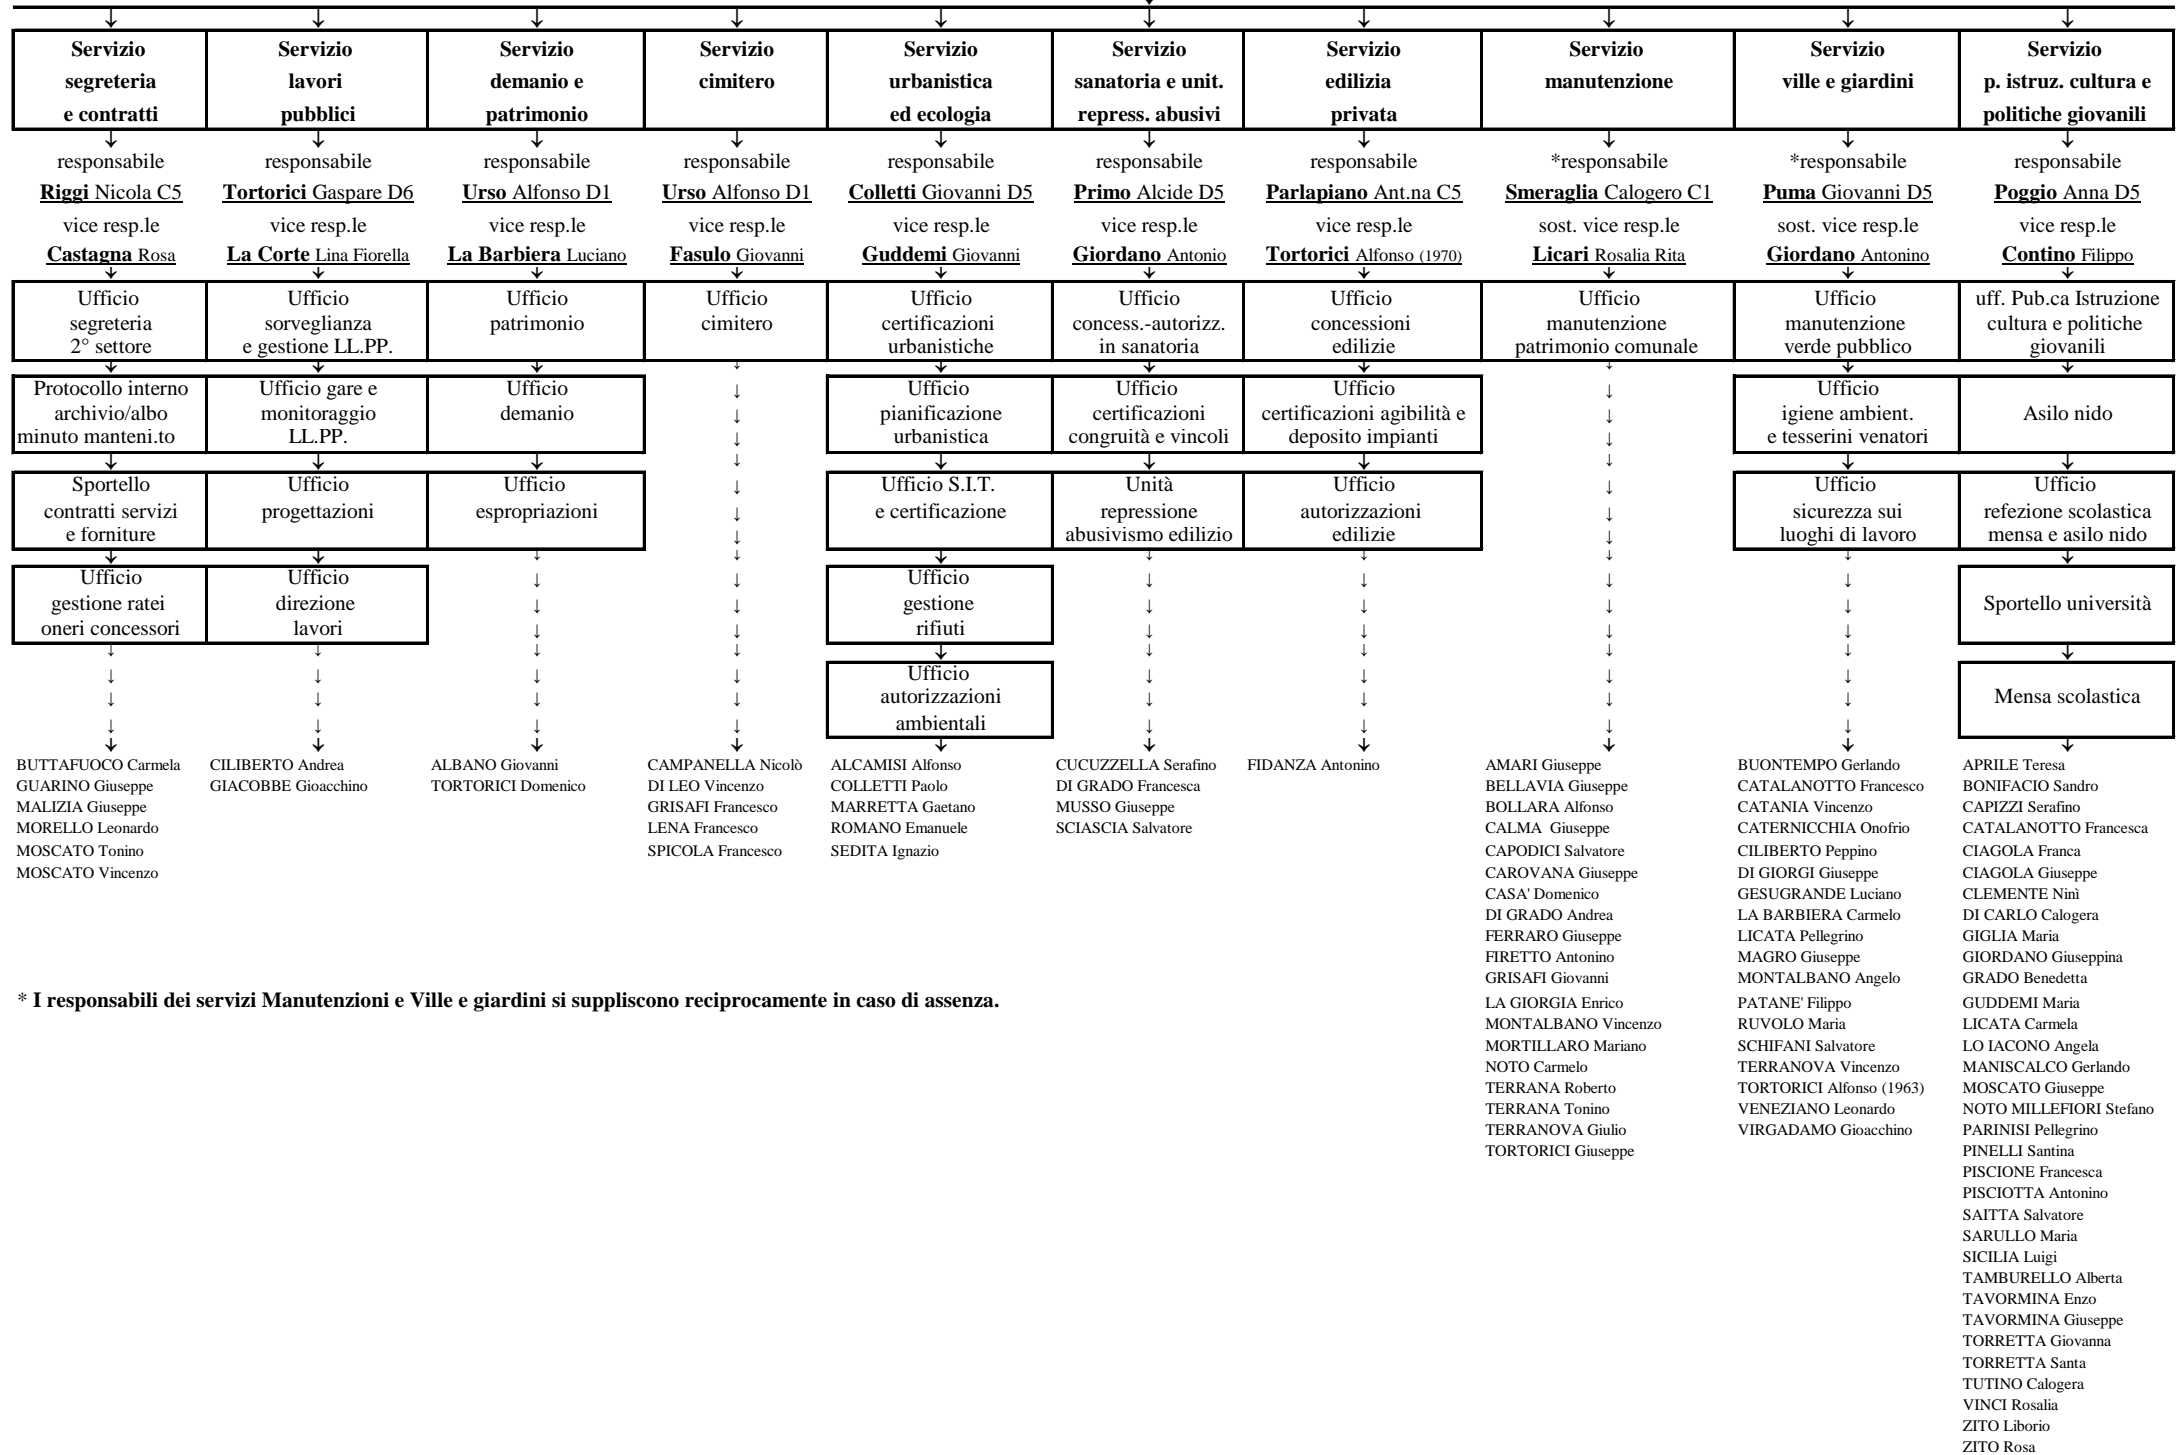 Servizio
segreteria
e contratti
responsabile
Riggi Nicola C5
vice resp.le
Castagna Rosa
Ufficio
segreteria
2° settore
Protocollo interno
archivio/albo
minuto manteni.to
Sportello
contratti servizi
e forniture
Ufficio
gestione ratei
oneri concessori
BUTTAFUOCO Carmela
GUARINO Giuseppe
MALIZIA Giuseppe
MORELLO Leonardo
MOSCATO Tonino
MOSCATO Vincenzo
Servizio
lavori
pubblici
responsabile
Tortorici Gaspare D6
vice resp.le
La Corte Lina Fiorella
Ufficio
sorveglianza
e gestione LL.PP.
Ufficio gare e
monitoraggio
LL.PP.
Ufficio
progettazioni
Ufficio
direzione
lavori
CILIBERTO Andrea
GIACOBBE Gioacchino
Servizio
demanio e
patrimonio
responsabile
Urso Alfonso D1
vice resp.le
La Barbiera Luciano
Ufficio
patrimonio
Ufficio
demanio
Ufficio
espropriazioni
ALBANO Giovanni
TORTORICI Domenico
Servizio
cimitero
responsabile
Urso Alfonso D1
vice resp.le
Fasulo Giovanni
Ufficio
cimitero
CAMPANELLA Nicolò
DI LEO Vincenzo
GRISAFI Francesco
LENA Francesco
SPICOLA Francesco
Servizio
urbanistica
ed ecologia
responsabile
Colletti Giovanni D5
vice resp.le
Guddemi Giovanni
Ufficio
certificazioni
urbanistiche
Ufficio
pianificazione
urbanistica
Ufficio S.I.T.
e certificazione
Ufficio
gestione
rifiuti
Ufficio
autorizzazioni
ambientali
ALCAMISI Alfonso
COLLETTI Paolo
MARRETTA Gaetano
ROMANO Emanuele
SEDITA Ignazio
Servizio
sanatoria e unit.
repress. abusivi
responsabile
Primo Alcide D5
vice resp.le
Giordano Antonio
Ufficio
concess.-autorizz.
in sanatoria
Ufficio
certificazioni
congruità e vincoli
Unità
repressione
abusivismo edilizio
CUCUZZELLA Serafino
DI GRADO Francesca
MUSSO Giuseppe
SCIASCIA Salvatore
Servizio
edilizia
privata
responsabile
Parlapiano Ant.na C5
vice resp.le
Tortorici Alfonso (1970)
Ufficio
concessioni
edilizie
Ufficio
certificazioni agibilità e
deposito impianti
Ufficio
autorizzazioni
edilizie
FIDANZA Antonino
Servizio
manutenzione
*responsabile
Smeraglia Calogero C1
sost. vice resp.le
Licari Rosalia Rita
Ufficio
manutenzione
patrimonio comunale
AMARI Giuseppe
BELLAVIA Giuseppe
BOLLARA Alfonso
CALMA Giuseppe
CAPODICI Salvatore
CAROVANA Giuseppe
CASA' Domenico
DI GRADO Andrea
FERRARO Giuseppe
FIRETTO Antonino
GRISAFI Giovanni
LA GIORGIA Enrico
MONTALBANO Vincenzo
MORTILLARO Mariano
NOTO Carmelo
TERRANA Roberto
TERRANA Tonino
TERRANOVA Giulio
TORTORICI Giuseppe
Servizio
ville e giardini
*responsabile
Puma Giovanni D5
sost. vice resp.le
Giordano Antonino
Ufficio
manutenzione
verde pubblico
Ufficio
igiene ambient.
e tesserini venatori
Ufficio
sicurezza sui
luoghi di lavoro
BUONTEMPO Gerlando
CATALANOTTO Francesco
CATANIA Vincenzo
CATERNICCHIA Onofrio
CILIBERTO Peppino
DI GIORGI Giuseppe
GESUGRANDE Luciano
LA BARBIERA Carmelo
LICATA Pellegrino
MAGRO Giuseppe
MONTALBANO Angelo
PATANE' Filippo
RUVOLO Maria
SCHIFANI Salvatore
TERRANOVA Vincenzo
TORTORICI Alfonso (1963)
VENEZIANO Leonardo
VIRGADAMO Gioacchino
Servizio
p. istruz. cultura e
politiche giovanili
responsabile
Poggio Anna D5
vice resp.le
Contino Filippo
uff. Pub.ca Istruzione
cultura e politiche
giovanili
Asilo nido
Ufficio
refezione scolastica
mensa e asilo nido
Sportello università
Mensa scolastica
APRILE Teresa
BONIFACIO Sandro
CAPIZZI Serafino
CATALANOTTO Francesca
CIAGOLA Franca
CIAGOLA Giuseppe
CLEMENTE Ninì
DI CARLO Calogera
GIGLIA Maria
GIORDANO Giuseppina
GRADO Benedetta
GUDDEMI Maria
LICATA Carmela
LO IACONO Angela
MANISCALCO Gerlando
MOSCATO Giuseppe
NOTO MILLEFIORI Stefano
PARINISI Pellegrino
PINELLI Santina
PISCIONE Francesca
PISCIOTTA Antonino
SAITTA Salvatore
SARULLO Maria
SICILIA Luigi
TAMBURELLO Alberta
TAVORMINA Enzo
TAVORMINA Giuseppe
TORRETTA Giovanna
TORRETTA Santa
TUTINO Calogera
VINCI Rosalia
ZITO Liborio
ZITO Rosa
* I responsabili dei servizi Manutenzioni e Ville e giardini si suppliscono reciprocamente in caso di assenza.